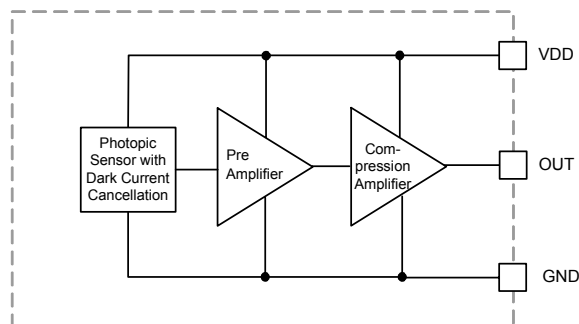 VDD
Photopic
Sensor with
Dark Current
Cancellation
Pre
Amplifier
Com-
pression
Amplifier
OUT
GND